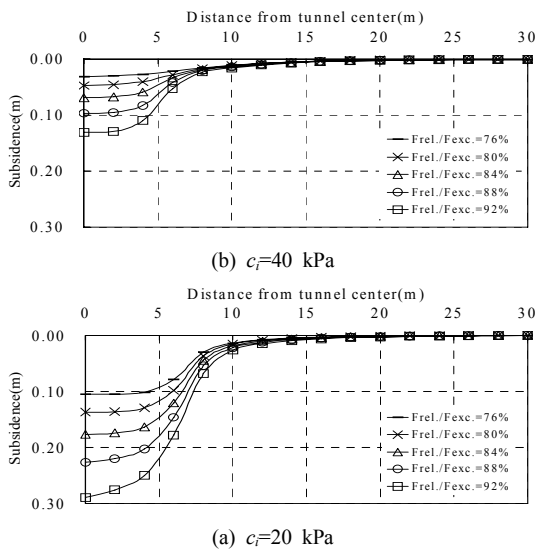 Distance from tunnel center(m)
0 5 10 15 20 25 30
0.00
0.10
0.20
0.30
Subsidence(m)
Frel./Fexc.=76%
Frel./Fexc.=80%
Frel./Fexc.=84%
Frel./Fexc.=88%
Frel./Fexc.=92%
(b) ci=40 kPa
Distance from tunnel center(m)
0 5 10 15 20 25 30
0.00
0.10
0.20
0.30
Subsidence(m)
Frel./Fexc.=76%
Frel./Fexc.=80%
Frel./Fexc.=84%
Frel./Fexc.=88%
Frel./Fexc.=92%
(a) ci=20 kPa